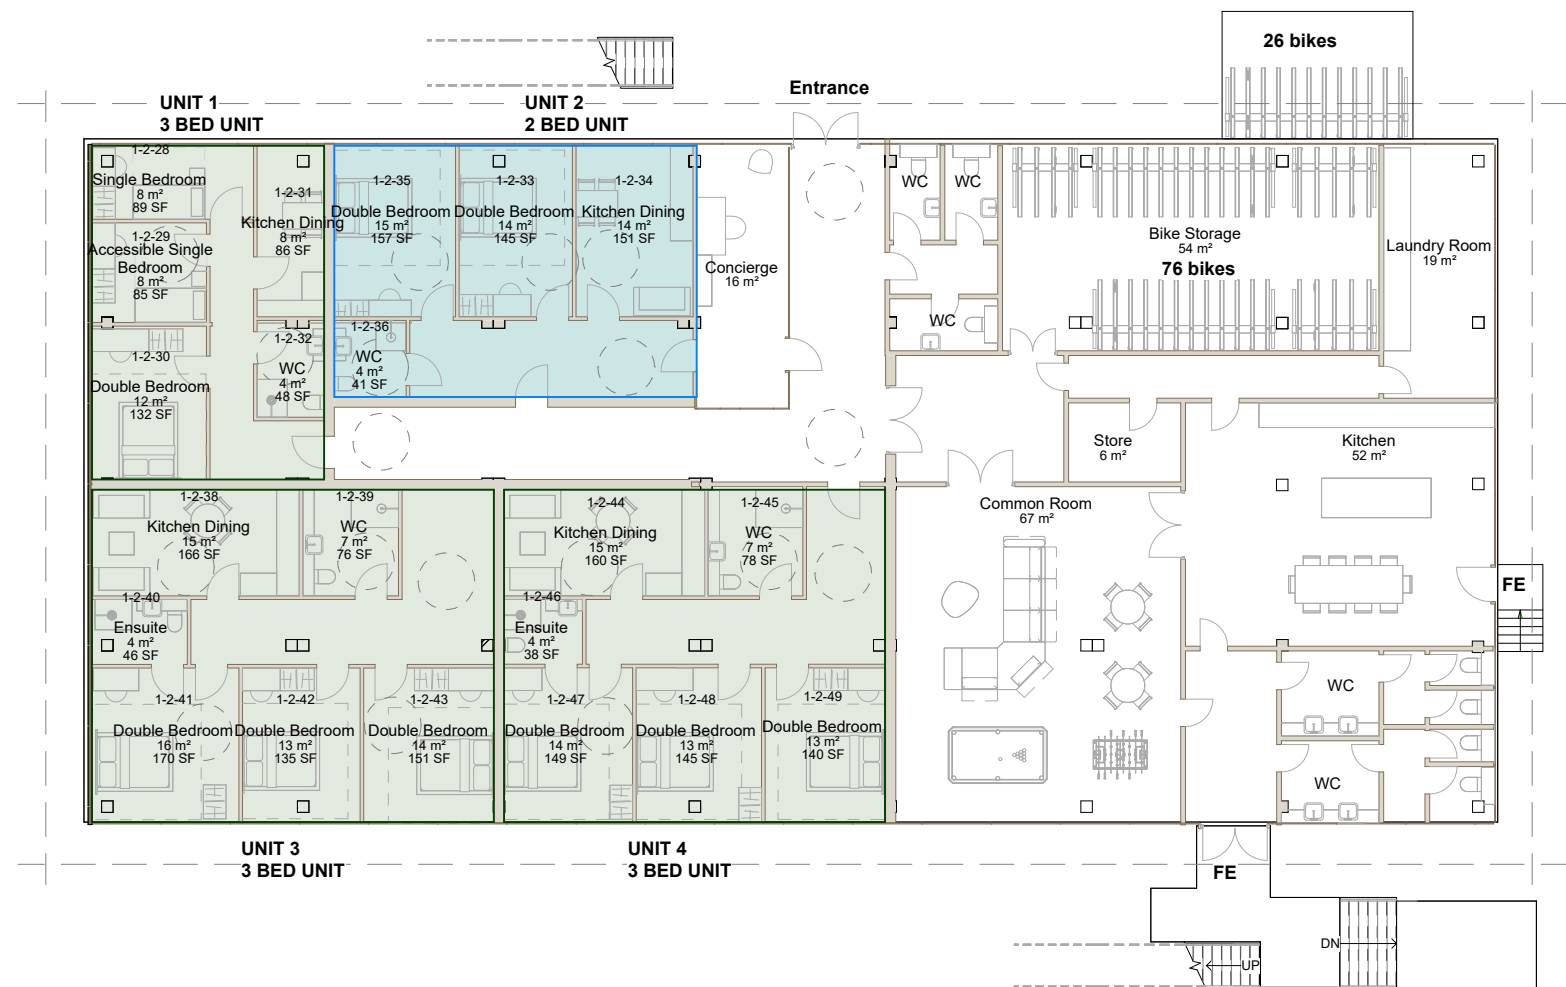 26 bikes
Entrance
UNIT 1
3 BED UNIT
UNIT 2
2 BED UNIT
1-2-28
Single Bedroom
8 m²
89 SF
1-2-29
Accessible Single
Bedroom
8 m²
85 SF
1-2-30
Double Bedroom
12 m²
132 SF
1-2-31
Kitchen Dining
8 m²
86 SF
1-2-32
WC
4 m²
48 SF
1-2-35
Double Bedroom
15 m²
157 SF
1-2-33
Double Bedroom
14 m²
145 SF
1-2-34
Kitchen Dining
14 m²
151 SF
1-2-36
WC
4 m²
41 SF
Concierge
16 m²
WC
WC
WC
Bike Storage
54 m²
76 bikes
Laundry Room
19 m²
Store
6 m²
Kitchen
52 m²
Common Room
67 m²
1-2-38
Kitchen Dining
15 m²
166 SF
1-2-39
WC
7 m²
76 SF
1-2-40
Ensuite
4 m²
46 SF
1-2-41
Double Bedroom
16 m²
170 SF
1-2-42
Double Bedroom
13 m²
135 SF
1-2-43
Double Bedroom
14 m²
151 SF
1-2-44
Kitchen Dining
15 m²
160 SF
1-2-45
WC
7 m²
78 SF
1-2-46
Ensuite
4 m²
38 SF
1-2-47
Double Bedroom
14 m²
149 SF
1-2-48
Double Bedroom
13 m²
145 SF
1-2-49
Double Bedroom
13 m²
140 SF
FE
WC
WC
UNIT 3
3 BED UNIT
UNIT 4
3 BED UNIT
FE
DN
UP